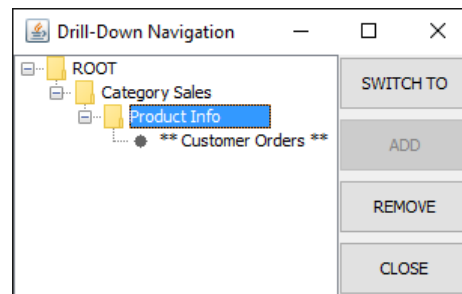 Drill-Down Navigation
ROOT
Category Sales
Product Info
** Customer Orders **
SWITCH TO
ADD
REMOVE
CLOSE